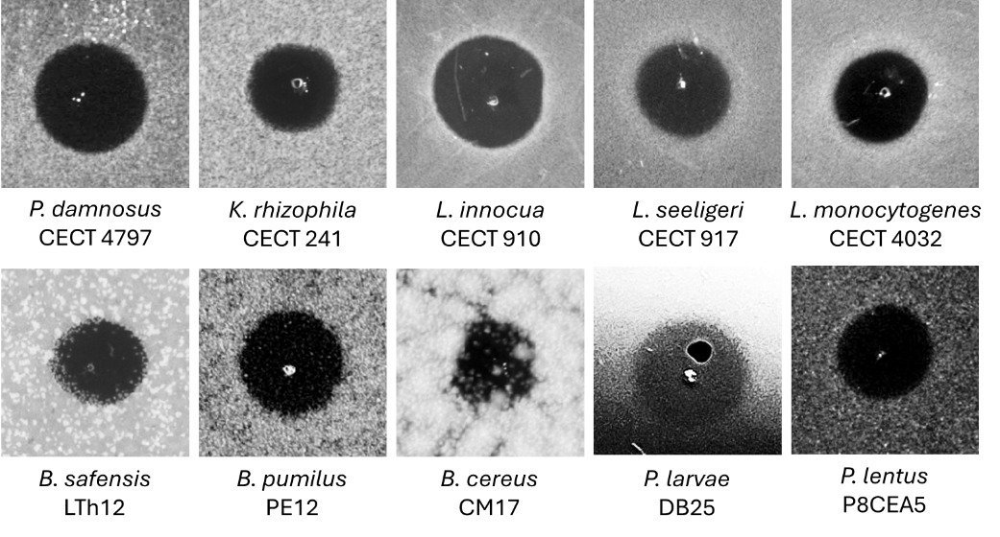 P. damnosus K. rhizophila L. innocua L. seeligeri L. monocytogenes
CECT 4797 CECT 241 CECT 910 CECT 917 CECT 4032
B. safensis B. pumilus B. cereus P. larvae P. lentus
LTh12 PE12 CM17 DB25 P8CEA5